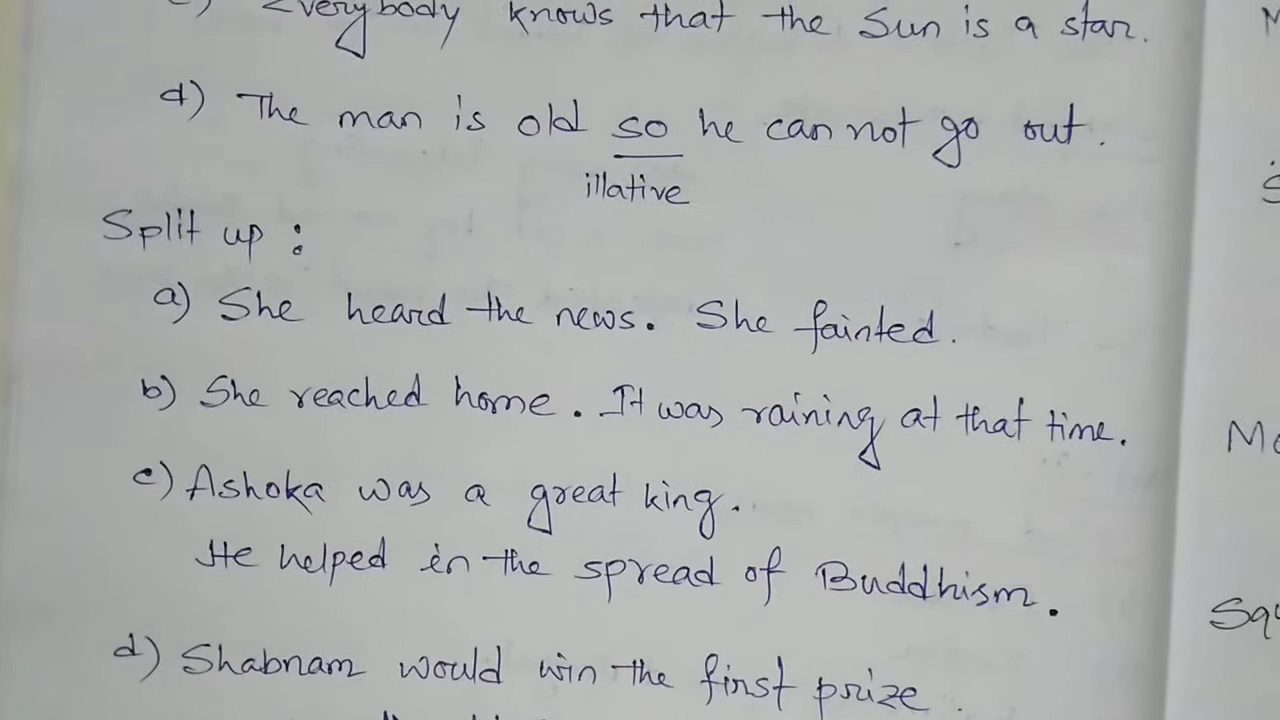 Everybody knows that the Sun is a star.
d) The man is old so he can not go out.
illative
Split up :
a) She heard the news. She fainted.
b) She reached home. It was raining at that time.
c) Ashoka was a great king.
He helped in the spread of Buddhism.
d) Shabnam would win the first prize.